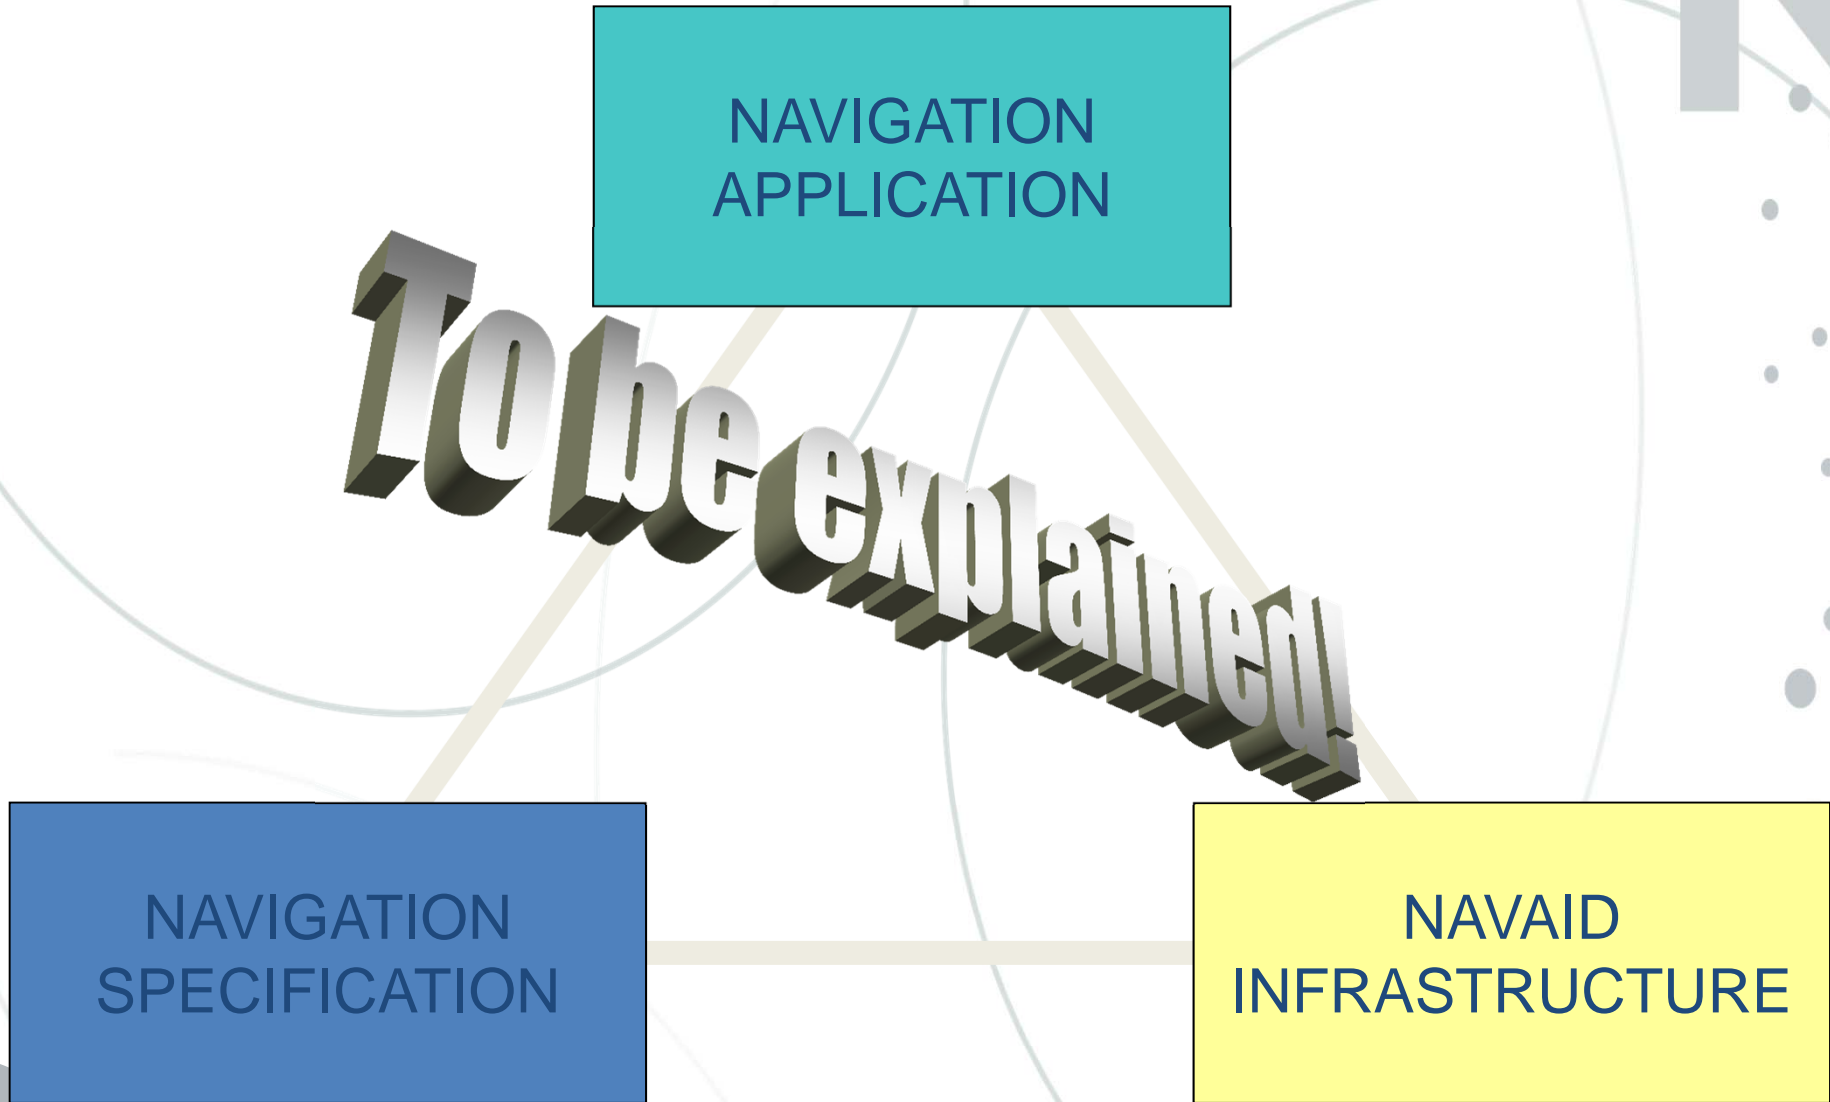 NAVIGATION
APPLICATION
To be explained!
NAVIGATION
SPECIFICATION
NAVAID
INFRASTRUCTURE